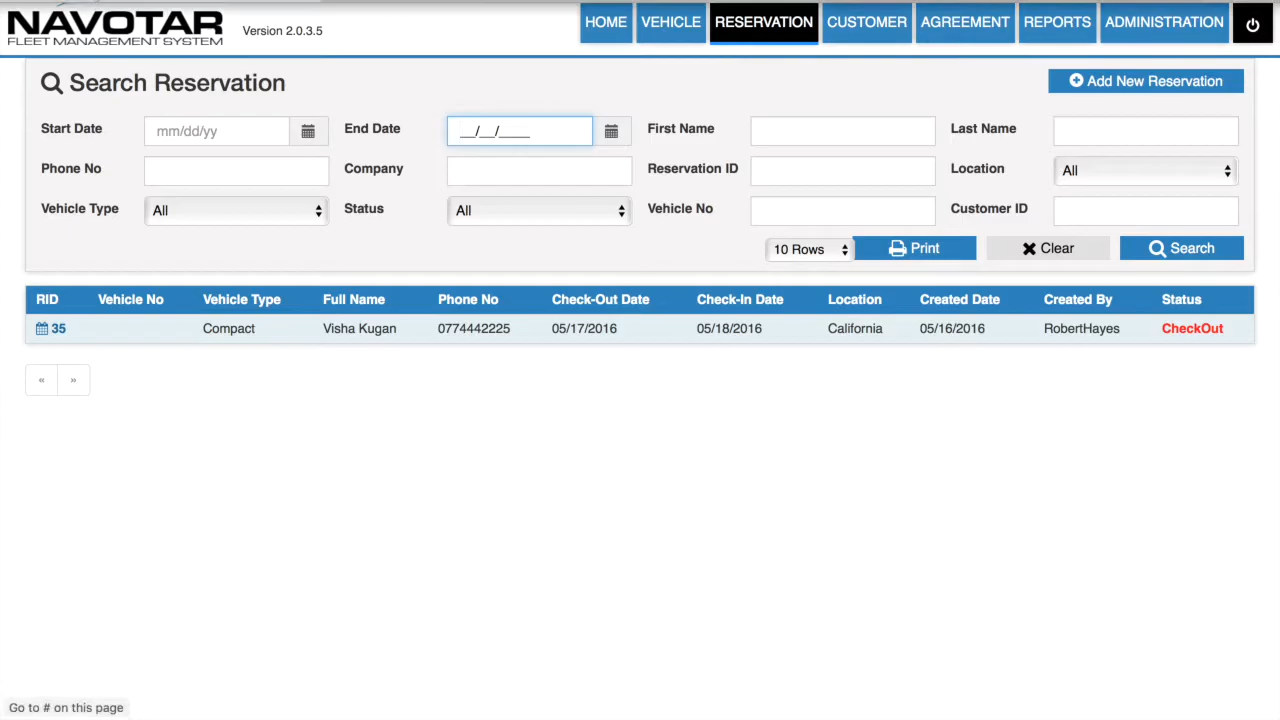 NAVOTAR
FLEET MANAGEMENT SYSTEM
Version 2.0.3.5
HOME VEHICLE RESERVATION CUSTOMER AGREEMENT REPORTS ADMINISTRATION
Search Reservation
Add New Reservation
Start Date mm/dd/yy End Date __/__/____ First Name Last Name
Phone No Company Reservation ID Location All
Vehicle Type All Status All Vehicle No Customer ID
10 Rows Print Clear Search
RID Vehicle No Vehicle Type Full Name Phone No Check-Out Date Check-In Date Location Created Date Created By Status
35 Compact Visha Kugan 0774442225 05/17/2016 05/18/2016 California 05/16/2016 RobertHayes CheckOut
« »
Go to # on this page